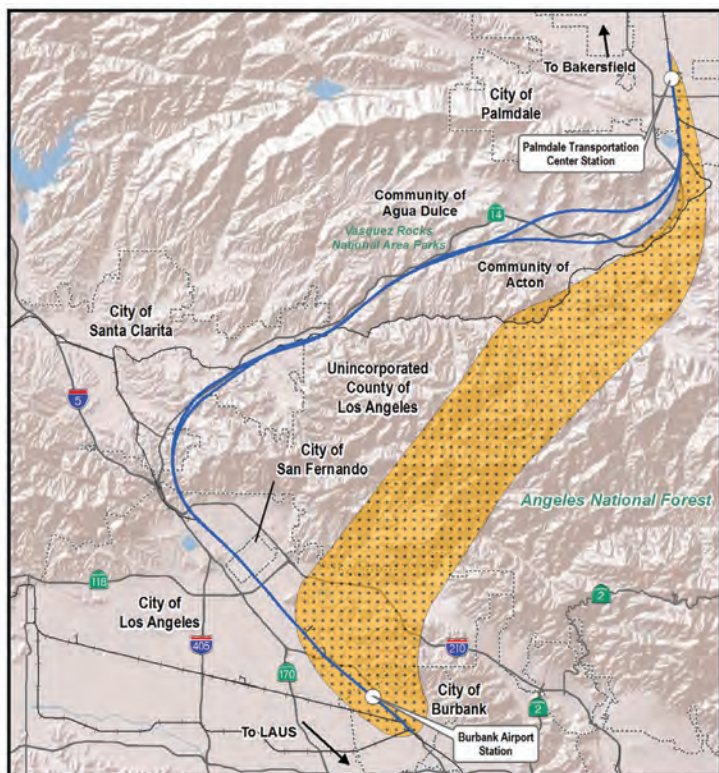 To Bakersfield
City of
Palmdale
Palmdale Transportation
Center Station
Community of
Agua Dulce
14
Vasquez Rocks
National Area Parks
Community of
Acton
City of
Santa Clarita
Unincorporated
County of
Los Angeles
5
City of
San Fernando
Angeles National Forest
118
2
City of
Los Angeles
405
210
170
City of
Burbank
2
To LAUS
Burbank Airport
Station